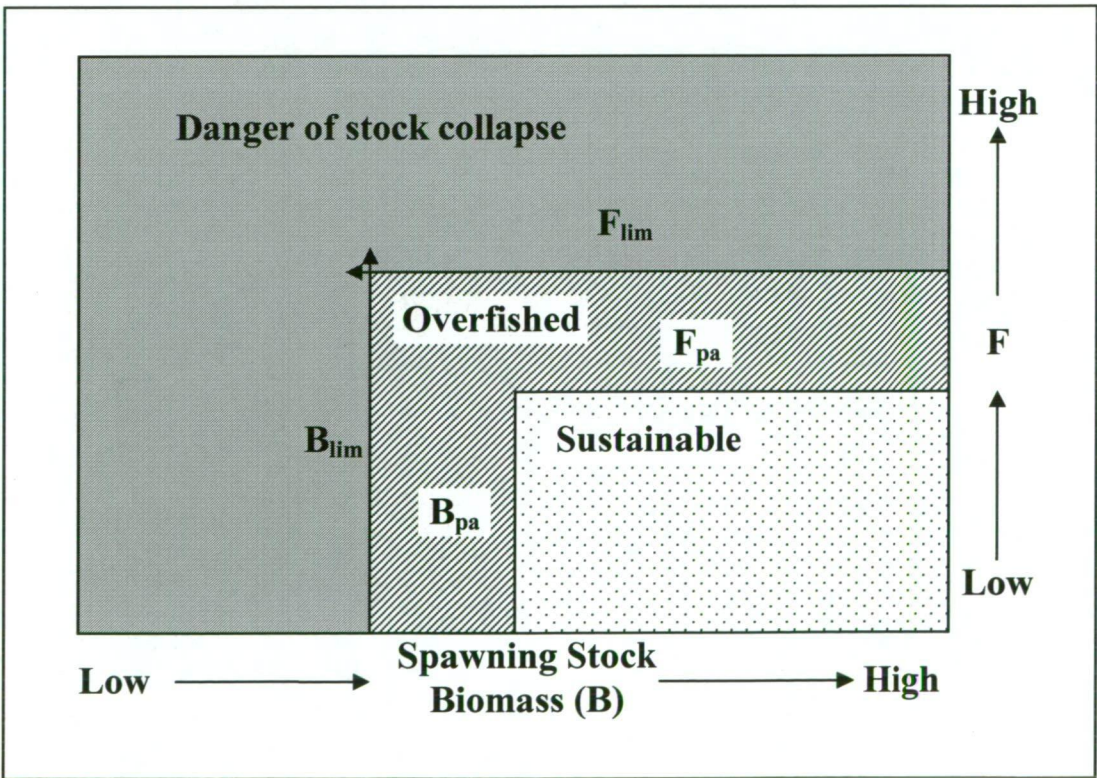 High
Danger of stock collapse
F_lim
Overfished
F_pa
F
Sustainable
B_lim
B_pa
Low
Spawning Stock
Biomass (B)
Low
High